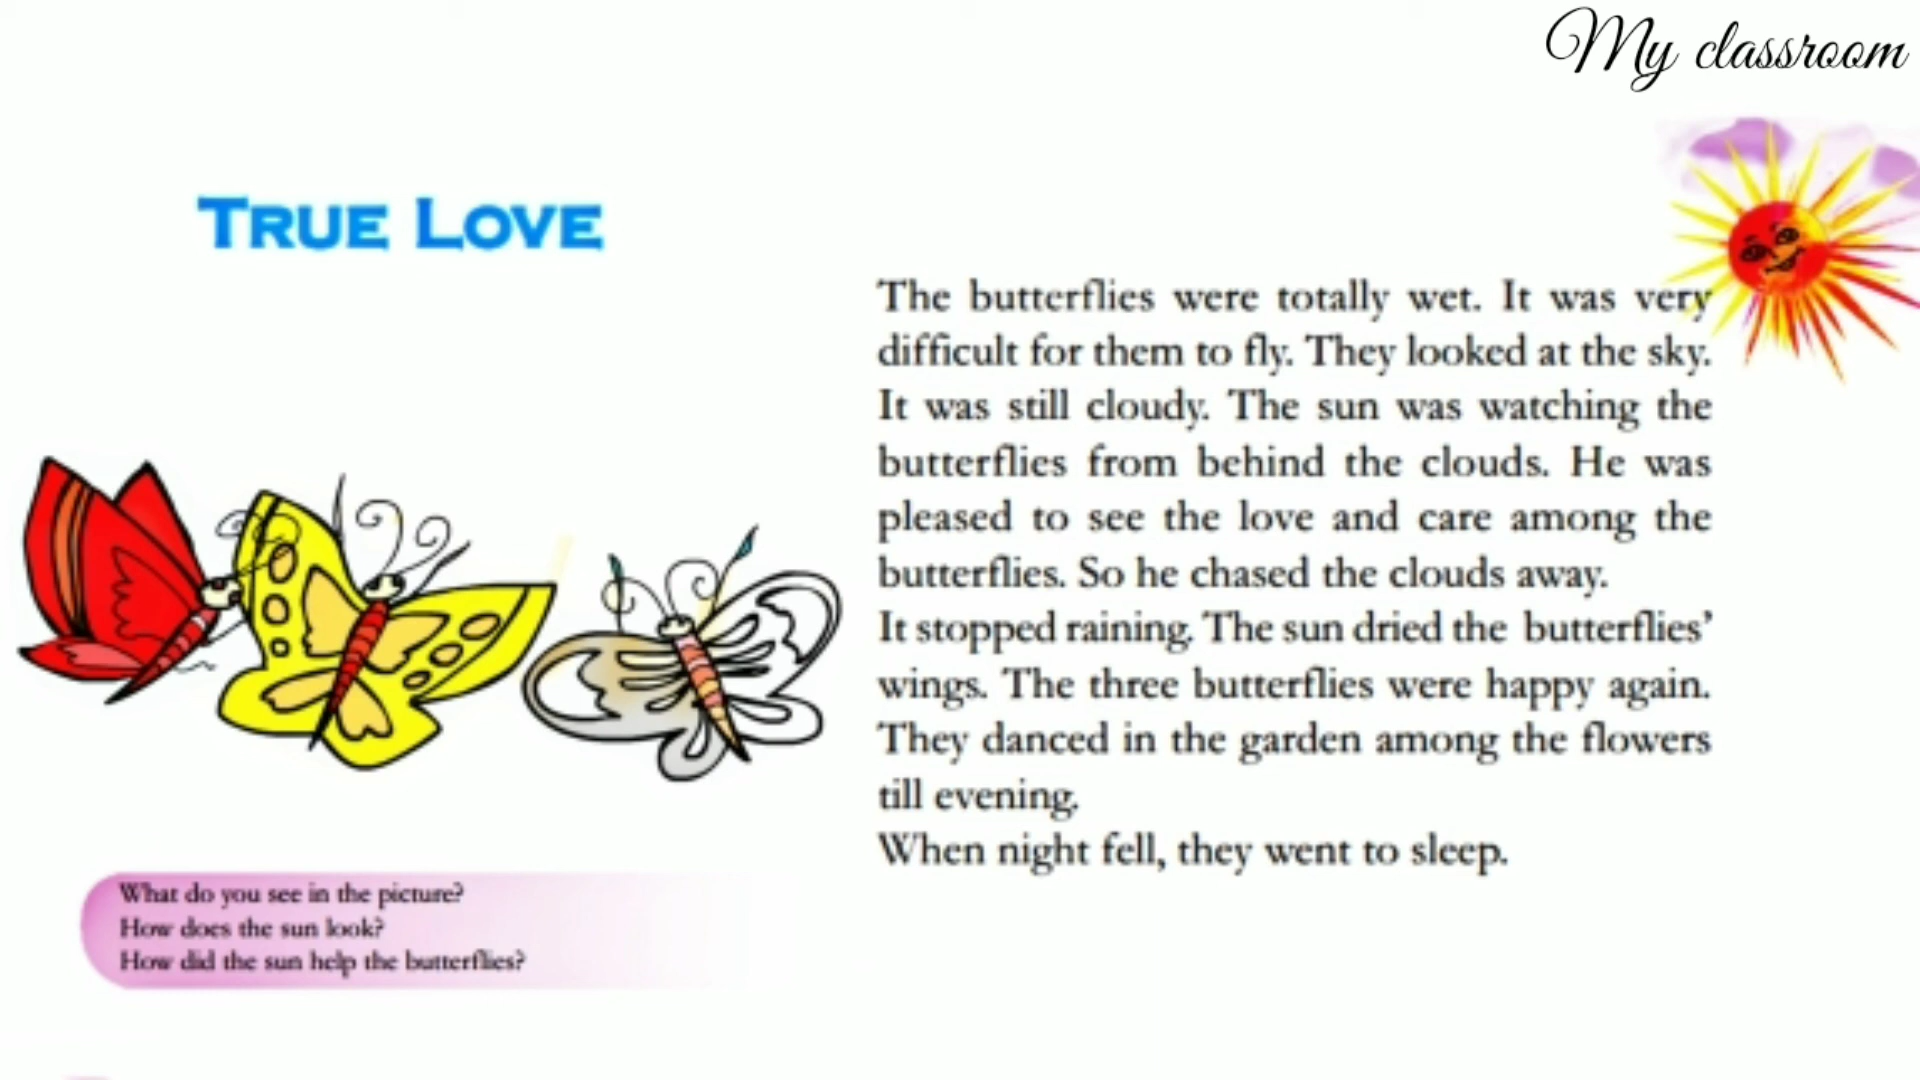 My classroom
TRUE LOVE
The butterflies were totally wet. It was very
difficult for them to fly. They looked at the sky.
It was still cloudy. The sun was watching the
butterflies from behind the clouds. He was
pleased to see the love and care among the
butterflies. So he chased the clouds away.
It stopped raining. The sun dried the butterflies’
wings. The three butterflies were happy again.
They danced in the garden among the flowers
till evening.
When night fell, they went to sleep.
What do you see in the picture?
How does the sun look?
How did the sun help the butterflies?